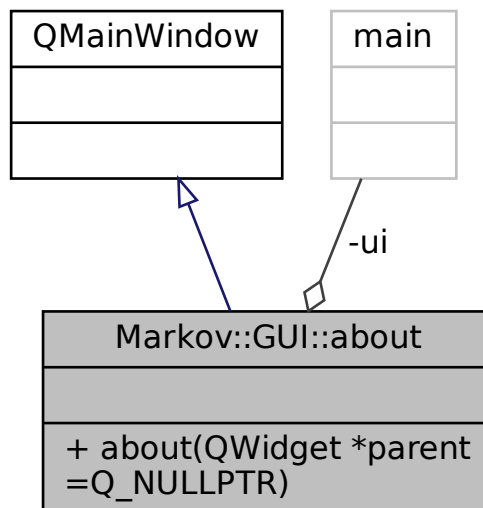 QMainWindow
main
-ui
Markov::GUI::about
+ about(QWidget *parent
=Q_NULLPTR)